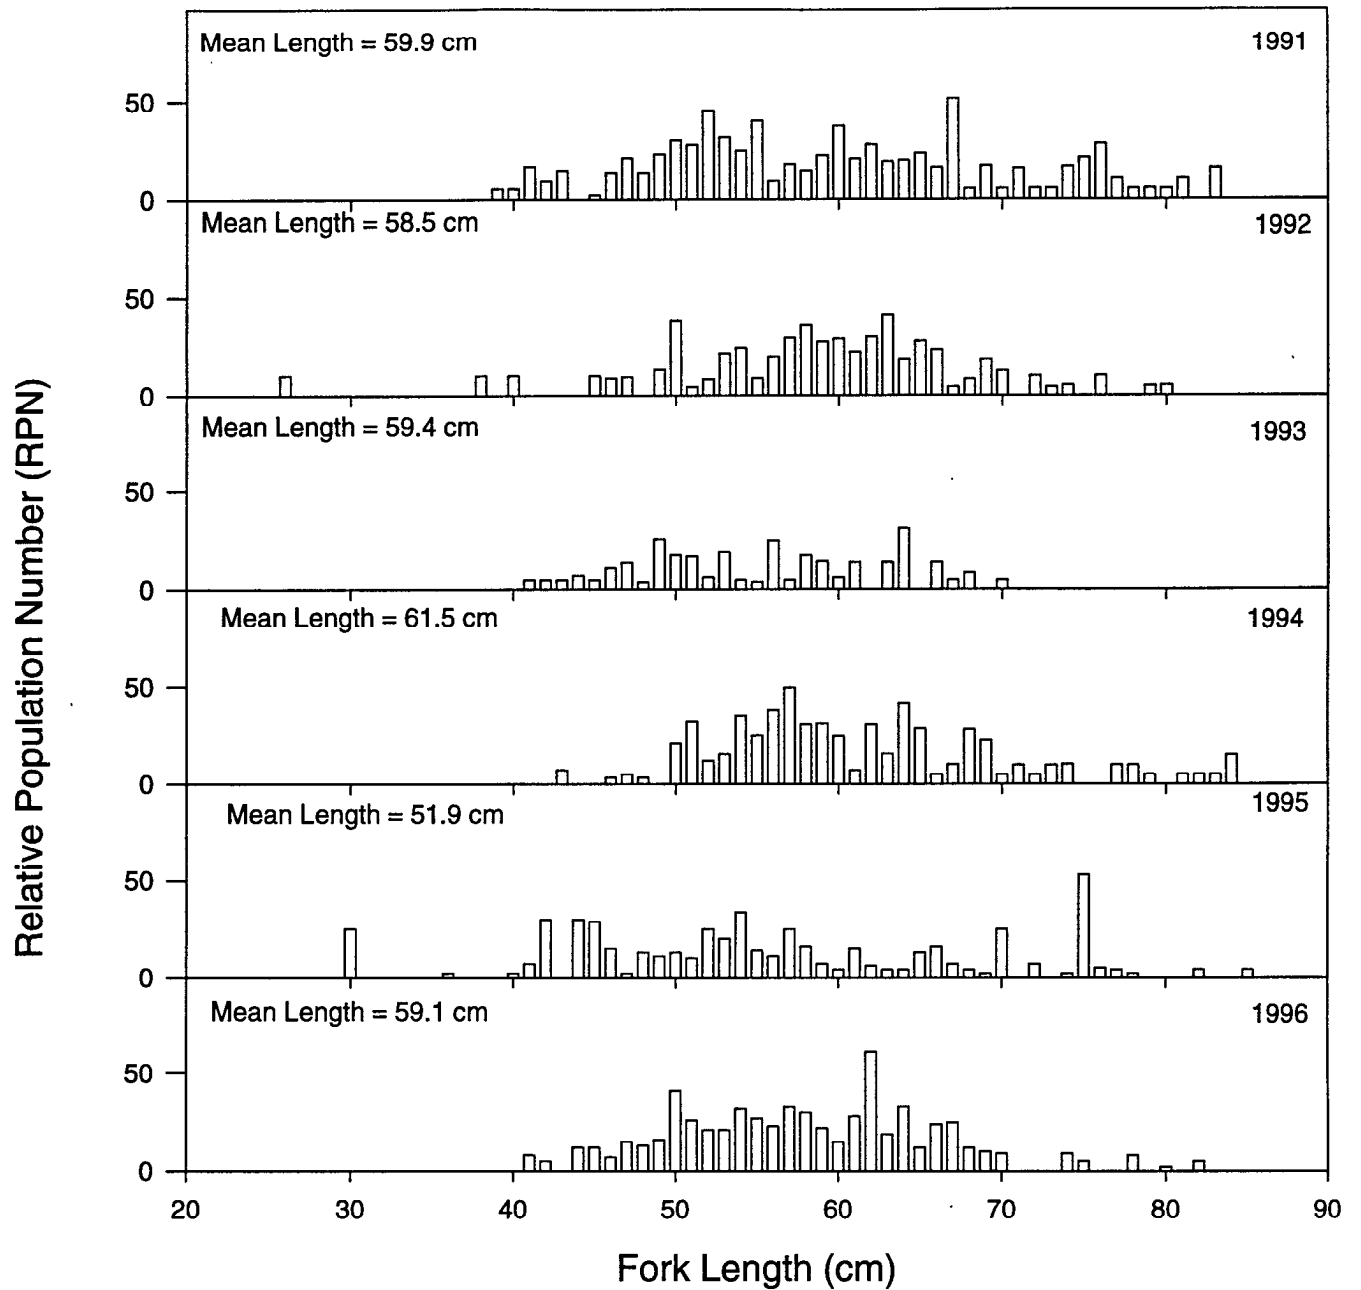 Relative Population Number (RPN)
Mean Length = 59.9 cm 1991
50
0
Mean Length = 58.5 cm 1992
50
0
Mean Length = 59.4 cm 1993
50
0
Mean Length = 61.5 cm 1994
50
0
Mean Length = 51.9 cm 1995
50
0
Mean Length = 59.1 cm 1996
50
0
20 30 40 50 60 70 80 90
Fork Length (cm)